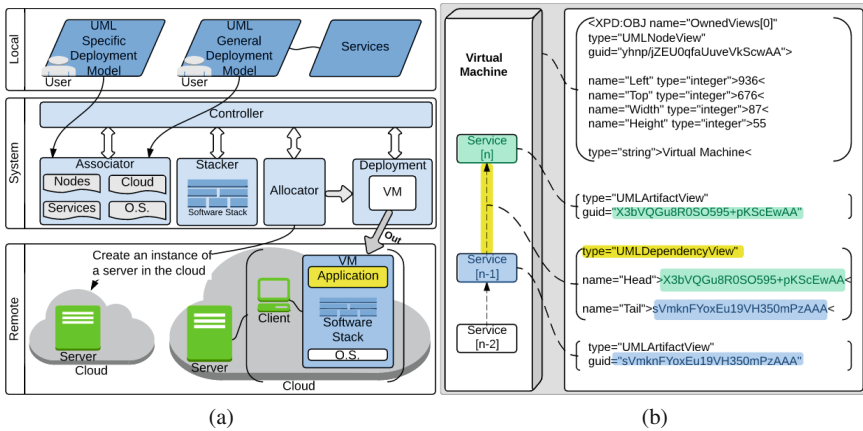 Local
UML
Specific
Deployment
Model
User
UML
General
Deployment
Model
User
Services
System
Controller
Associator
Nodes
Cloud
Services
O.S.
Stacker
Software Stack
Allocator
Deployment
VM
Out
Remote
Create an instance of
a server in the cloud
Server
Cloud
Server
Client
VM
Application
Software
Stack
O.S.
Cloud
(a)
Virtual
Machine
Service
[n]
Service
[n-1]
Service
[n-2]
<XPD:OBJ name="OwnedViews[0]"
type="UMLNodeView"
guid="yhnp/jZEU0qfaUuveVkScwAA">
name="Left" type="integer">936<
name="Top" type="integer">676<
name="Width" type="integer">87<
name="Height" type="integer">55
type="string">Virtual Machine<
type="UMLArtifactView"
guid="X3bVQGu8R0SO595+pKScEwAA"
type="UMLDependencyView"
name="Head">X3bVQGu8R0SO595+pKScEwAA<
name="Tail">sVmknFYoxEu19VH350mPzAAA<
type="UMLArtifactView"
guid="sVmknFYoxEu19VH350mPzAAA"
(b)